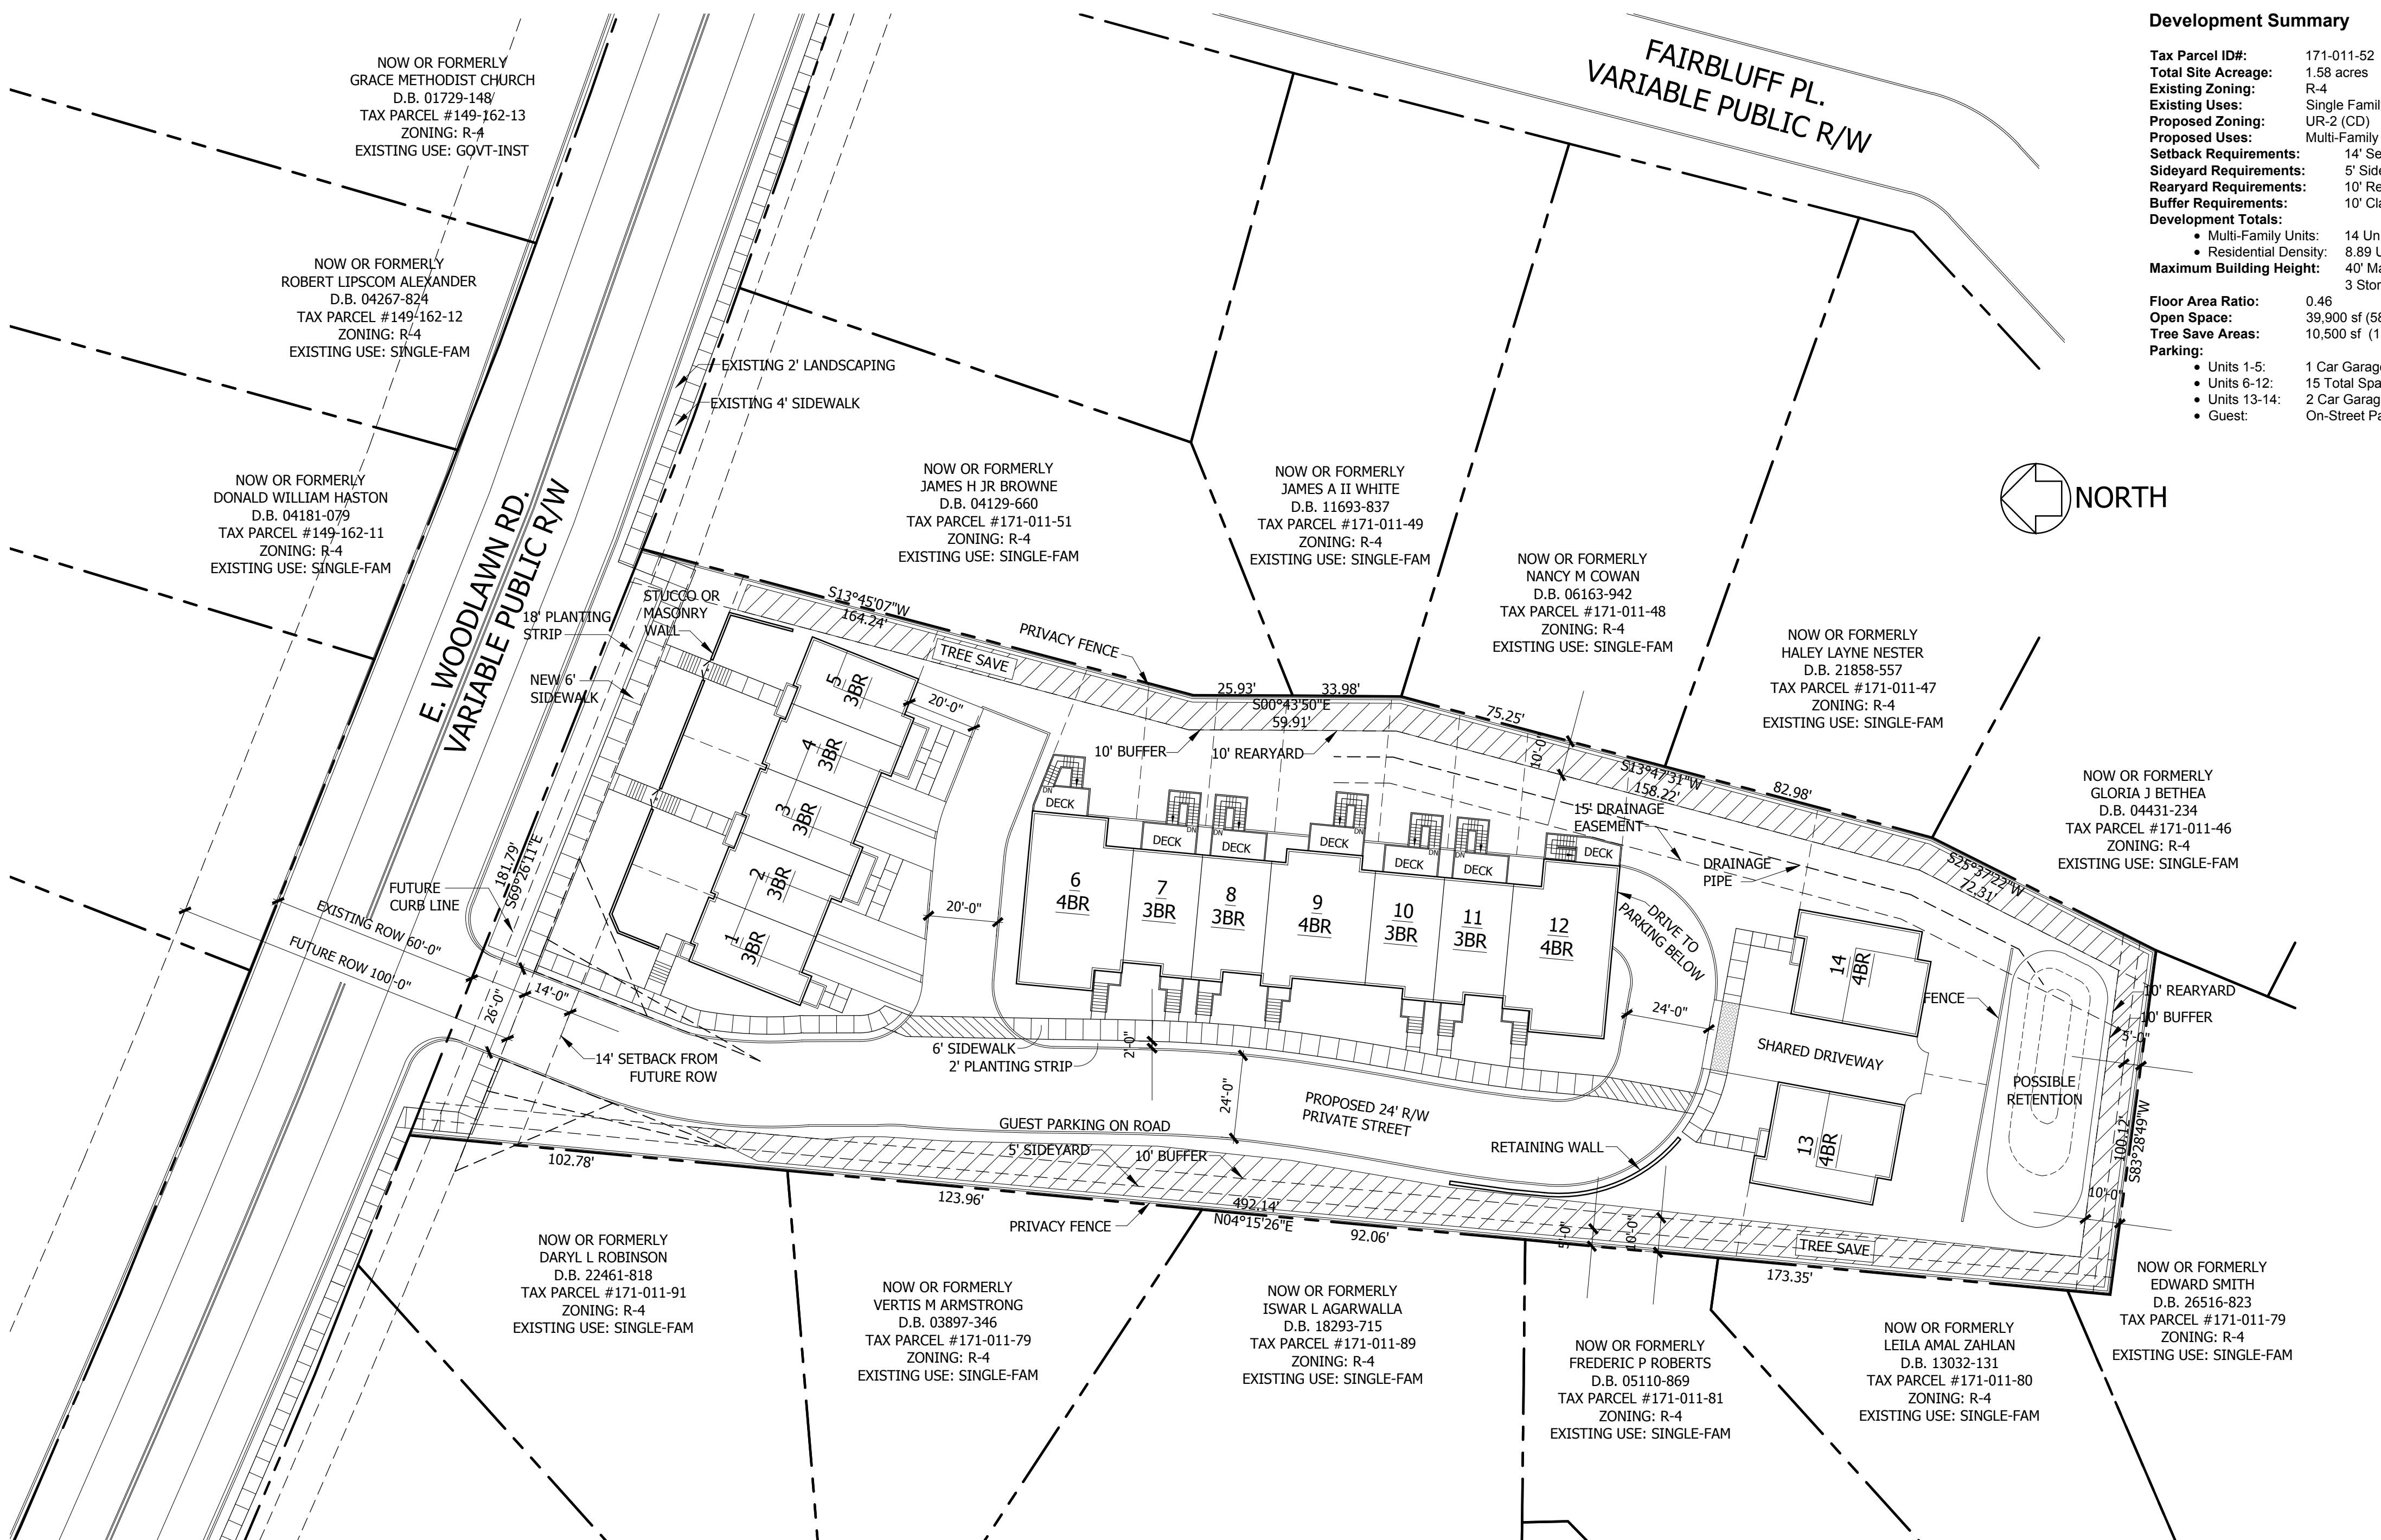 Development Summary
Tax Parcel ID#: 171-011-52
Total Site Acreage: 1.58 acres
Existing Zoning: R-4
Existing Uses: Single Famil
Proposed Zoning: UR-2 (CD)
Proposed Uses: Multi-Family
Setback Requirements: 14' Se
Sideyard Requirements: 5' Side
Rearyard Requirements: 10' Re
Buffer Requirements: 10' Cla
Development Totals:
• Multi-Family Units: 14 Un
• Residential Density: 8.89 U
Maximum Building Height: 40' Ma
3 Stor
Floor Area Ratio: 0.46
Open Space: 39,900 sf (58
Tree Save Areas: 10,500 sf (1
Parking:
• Units 1-5: 1 Car Garage
• Units 6-12: 15 Total Spa
• Units 13-14: 2 Car Garag
• Guest: On-Street Pa
NORTH
FAIRBLUFF PL.
VARIABLE PUBLIC R/W
NOW OR FORMERLY
GRACE METHODIST CHURCH
D.B. 01729-148
TAX PARCEL #149-162-13
ZONING: R-4
EXISTING USE: GOVT-INST
NOW OR FORMERLY
ROBERT LIPSCOM ALEXANDER
D.B. 04267-824
TAX PARCEL #149-162-12
ZONING: R-4
EXISTING USE: SINGLE-FAM
NOW OR FORMERLY
DONALD WILLIAM HASTON
D.B. 04181-079
TAX PARCEL #149-162-11
ZONING: R-4
EXISTING USE: SINGLE-FAM
E. WOODLAWN RD.
VARIABLE PUBLIC R/W
EXISTING 2' LANDSCAPING
EXISTING 4' SIDEWALK
NOW OR FORMERLY
JAMES H JR BROWNE
D.B. 04129-660
TAX PARCEL #171-011-51
ZONING: R-4
EXISTING USE: SINGLE-FAM
NOW OR FORMERLY
JAMES A II WHITE
D.B. 11693-837
TAX PARCEL #171-011-49
ZONING: R-4
EXISTING USE: SINGLE-FAM
NOW OR FORMERLY
NANCY M COWAN
D.B. 06163-942
TAX PARCEL #171-011-48
ZONING: R-4
EXISTING USE: SINGLE-FAM
NOW OR FORMERLY
HALEY LAYNE NESTER
D.B. 21858-557
TAX PARCEL #171-011-47
ZONING: R-4
EXISTING USE: SINGLE-FAM
NOW OR FORMERLY
GLORIA J BETHEA
D.B. 04431-234
TAX PARCEL #171-011-46
ZONING: R-4
EXISTING USE: SINGLE-FAM
18' PLANTING
STRIP
STUCCO OR
MASONRY
WALL
NEW 6'
SIDEWALK
S13°45'07"W
164.24'
TREE SAVE
PRIVACY FENCE
25.93'
33.98'
S00°43'50"E
59.91'
10' BUFFER
10' REARYARD
75.25'
10'-0"
S13°47'31"W
158.22'
82.98'
15' DRAINAGE
EASEMENT
DRAINAGE
PIPE
S25°37'22"W
72.31'
5
3BR
4
3BR
3
3BR
2
3BR
1
3BR
20'-0"
20'-0"
DN
DECK
DECK
DN
DN
DECK
DECK
DN
DECK
DN
DN
DECK
DECK
6
4BR
7
3BR
8
3BR
9
4BR
10
3BR
11
3BR
12
4BR
DRIVE TO
PARKING BELOW
24'-0"
14
4BR
13
4BR
SHARED DRIVEWAY
FENCE
POSSIBLE
RETENTION
10' REARYARD
10' BUFFER
5'-0"
100.12'
S83°28'49"W
10'-0"
181.79'
S69°26'11"E
FUTURE
CURB LINE
EXISTING ROW 60'-0"
FUTURE ROW 100'-0"
26'-0"
14'-0"
14' SETBACK FROM
FUTURE ROW
6' SIDEWALK
2' PLANTING STRIP
2'-0"
24'-0"
PROPOSED 24' R/W
PRIVATE STREET
GUEST PARKING ON ROAD
5' SIDEYARD
10' BUFFER
RETAINING WALL
102.78'
123.96'
492.14'
N04°15'26"E
92.06'
PRIVACY FENCE
5'-0"
10'-0"
TREE SAVE
173.35'
NOW OR FORMERLY
DARYL L ROBINSON
D.B. 22461-818
TAX PARCEL #171-011-91
ZONING: R-4
EXISTING USE: SINGLE-FAM
NOW OR FORMERLY
VERTIS M ARMSTRONG
D.B. 03897-346
TAX PARCEL #171-011-79
ZONING: R-4
EXISTING USE: SINGLE-FAM
NOW OR FORMERLY
ISWAR L AGARWALLA
D.B. 18293-715
TAX PARCEL #171-011-89
ZONING: R-4
EXISTING USE: SINGLE-FAM
NOW OR FORMERLY
FREDERIC P ROBERTS
D.B. 05110-869
TAX PARCEL #171-011-81
ZONING: R-4
EXISTING USE: SINGLE-FAM
NOW OR FORMERLY
LEILA AMAL ZAHLAN
D.B. 13032-131
TAX PARCEL #171-011-80
ZONING: R-4
EXISTING USE: SINGLE-FAM
NOW OR FORMERLY
EDWARD SMITH
D.B. 26516-823
TAX PARCEL #171-011-79
ZONING: R-4
EXISTING USE: SINGLE-FAM